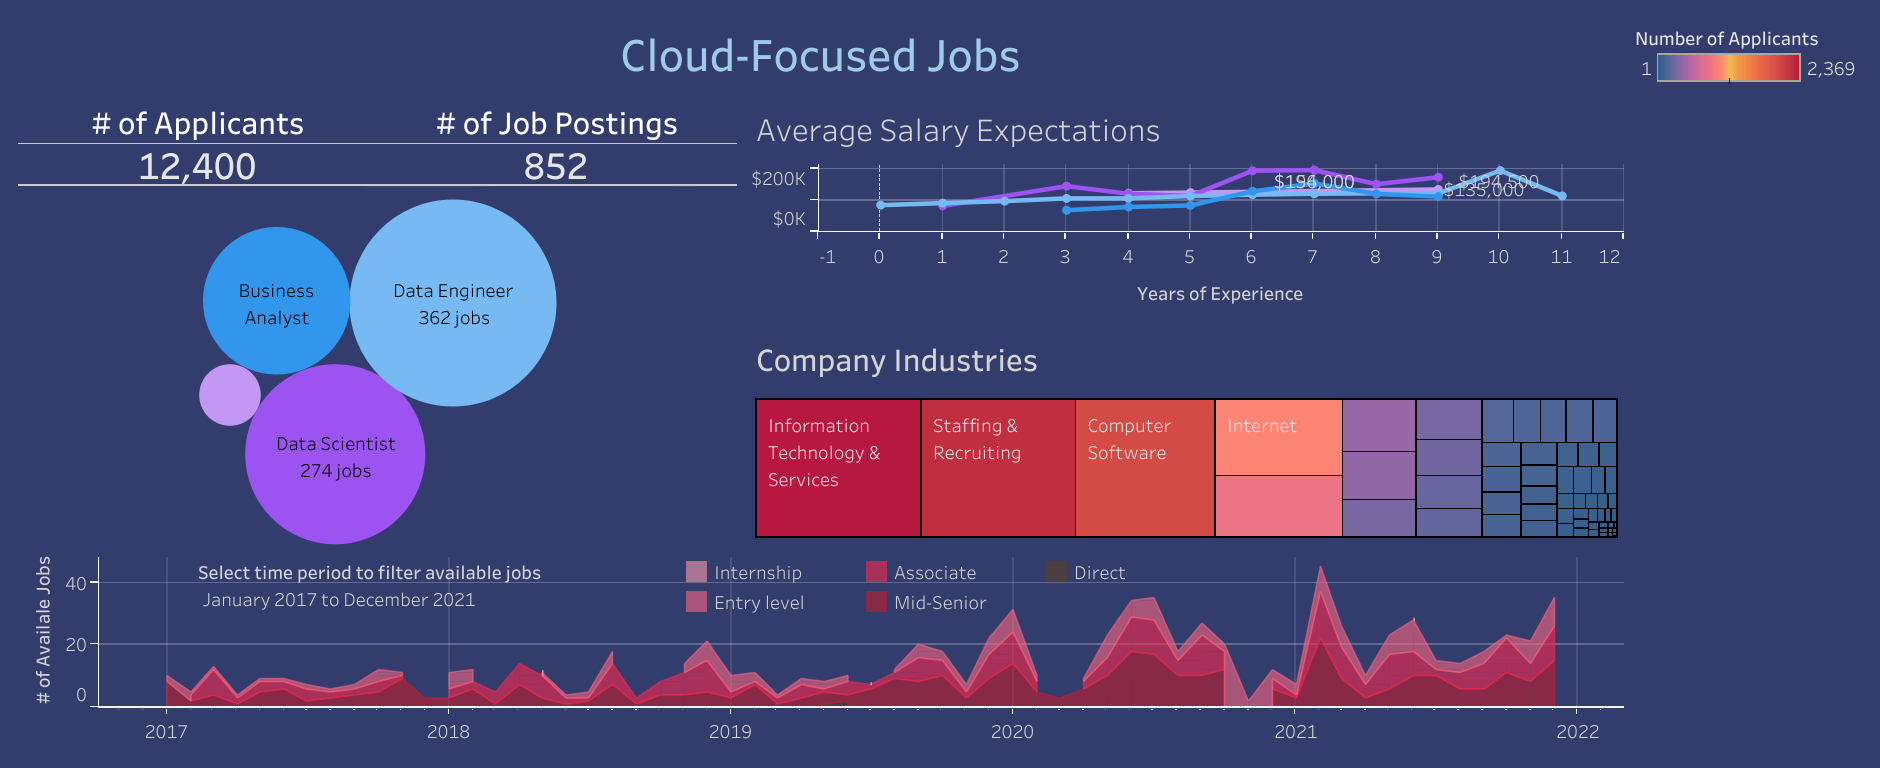 Cloud-Focused Jobs
Number of Applicants
1 2,369
# of Applicants # of Job Postings
12,400 852
Business
Analyst
Data Engineer
362 jobs
Data Scientist
274 jobs
Average Salary Expectations
$200K
$0K
$194,500
$135,000
-1 0 1 2 3 4 5 6 7 8 9 10 11 12
Years of Experience
Company Industries
Information
Technology &
Services
Staffing &
Recruiting
Computer
Software
Internet
# of Availale Jobs
40
20
0
Select time period to filter available jobs
January 2017 to December 2021
Internship Associate Direct
Entry level Mid-Senior
2017 2018 2019 2020 2021 2022